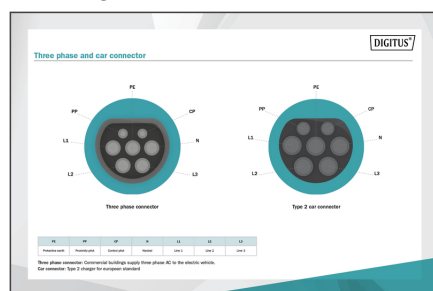 DIGITUS®
Three phase and car connector
PE PE
PP CP PP CP
L1 N L1 N
L2 L3 L2 L3
Three phase connector Type 2 car connector
PE PP CP N L1 L2 L3
Protective earth Proximity pilot Control pilot Neutral Line 1 Line 2 Line 3
Three phase connector: Commercial buildings supply three phase AC to the electric vehicle.
Car connector: Type 2 charger for european standard